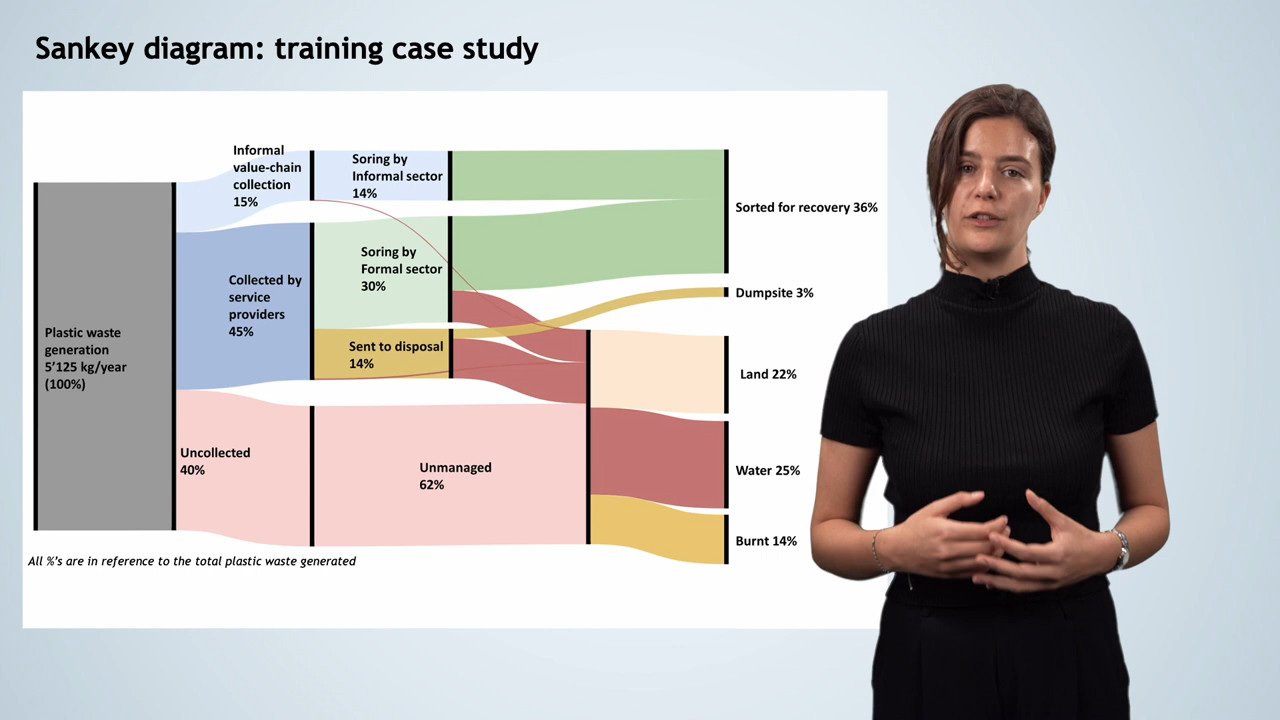 Sankey diagram: training case study
Informal
value-chain
collection
15%
Soring by
Informal sector
14%
Sorted for recovery 36%
Soring by
Formal sector
30%
Collected by
service
providers
45%
Dumpsite 3%
Plastic waste
generation
5'125 kg/year
(100%)
Sent to disposal
14%
Land 22%
Uncollected
40%
Unmanaged
62%
Water 25%
Burnt 14%
All %'s are in reference to the total plastic waste generated